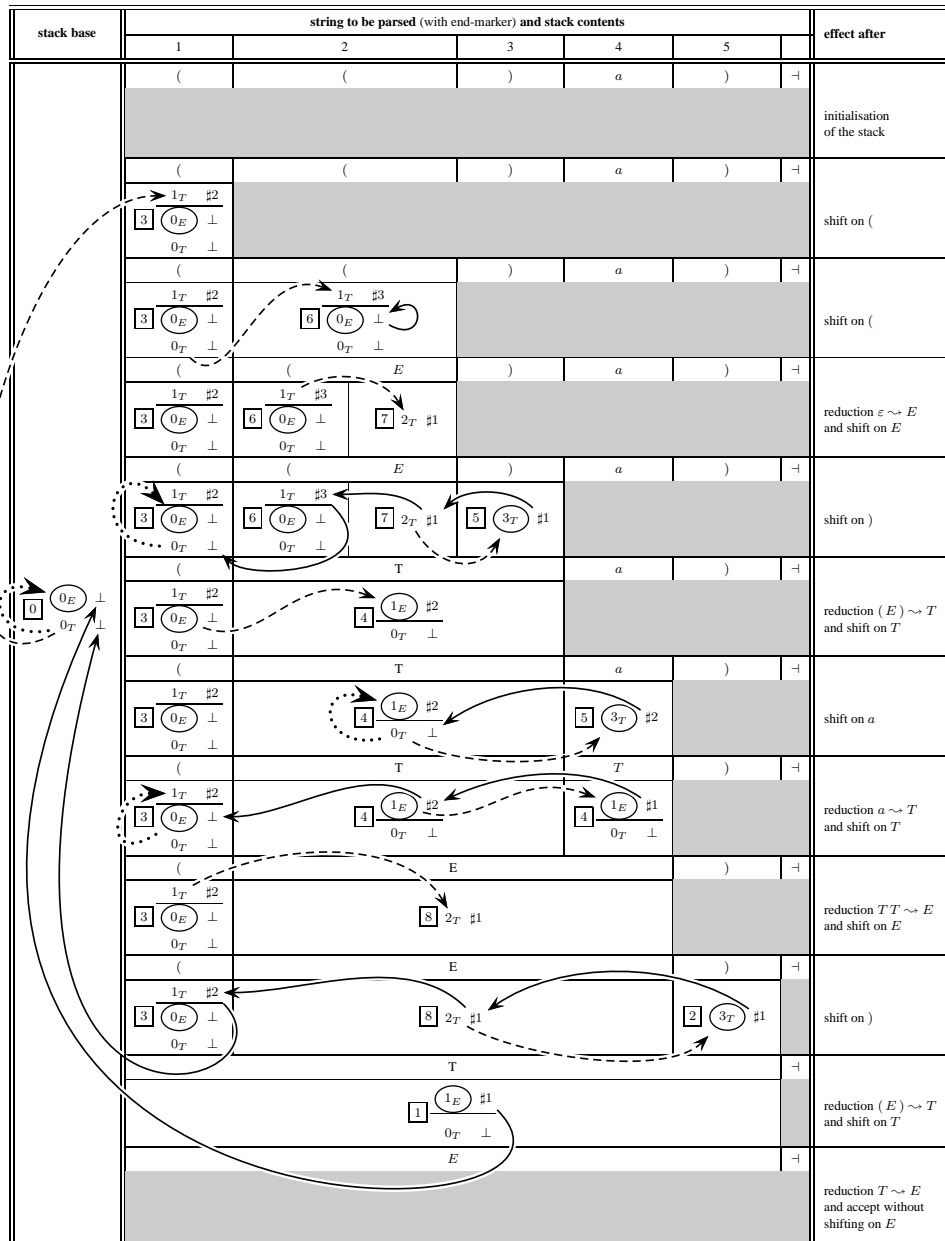 stack base string to be parsed (with end-marker) and stack contents effect after
1 2 3 4 5
( ( ) a ) ⊣
initialisation
of the stack
( ( ) a ) ⊣
1T ♯2
3 0E ⊥ shift on (
0T ⊥
( ( ) a ) ⊣
1T ♯2 1T ♯3
3 0E ⊥ 6 0E ⊥ shift on (
0T ⊥ 0T ⊥
( ( E ) a ) ⊣
1T ♯2 1T ♯3
3 0E ⊥ 6 0E ⊥ 7 2T ♯1 reduction ε ⤳ E
and shift on E
0T ⊥ 0T ⊥
( ( E ) a ) ⊣
1T ♯2 1T ♯3
3 0E ⊥ 6 0E ⊥ 7 2T ♯1 5 3T ♯1 shift on )
0T ⊥ 0T ⊥
( T a ) ⊣
1T ♯2
0 0E ⊥ 3 0E ⊥ 4 1E ♯2 reduction ( E ) ⤳ T
0T ⊥ 0T ⊥ 0T ⊥ and shift on T
( T a ) ⊣
1T ♯2
3 0E ⊥ 4 1E ♯2 5 3T ♯2 shift on a
0T ⊥ 0T ⊥
( T T ) ⊣
1T ♯2
3 0E ⊥ 4 1E ♯2 4 1E ♯1 reduction a ⤳ T
0T ⊥ 0T ⊥ 0T ⊥ and shift on T
( E ) ⊣
1T ♯2
3 0E ⊥ 8 2T ♯1 reduction T T ⤳ E
0T ⊥ and shift on E
( E ) ⊣
1T ♯2
3 0E ⊥ 8 2T ♯1 2 3T ♯1 shift on )
0T ⊥
T ⊣
1 1E ♯1 reduction ( E ) ⤳ T
0T ⊥ and shift on T
E ⊣
reduction T ⤳ E
and accept without
shifting on E